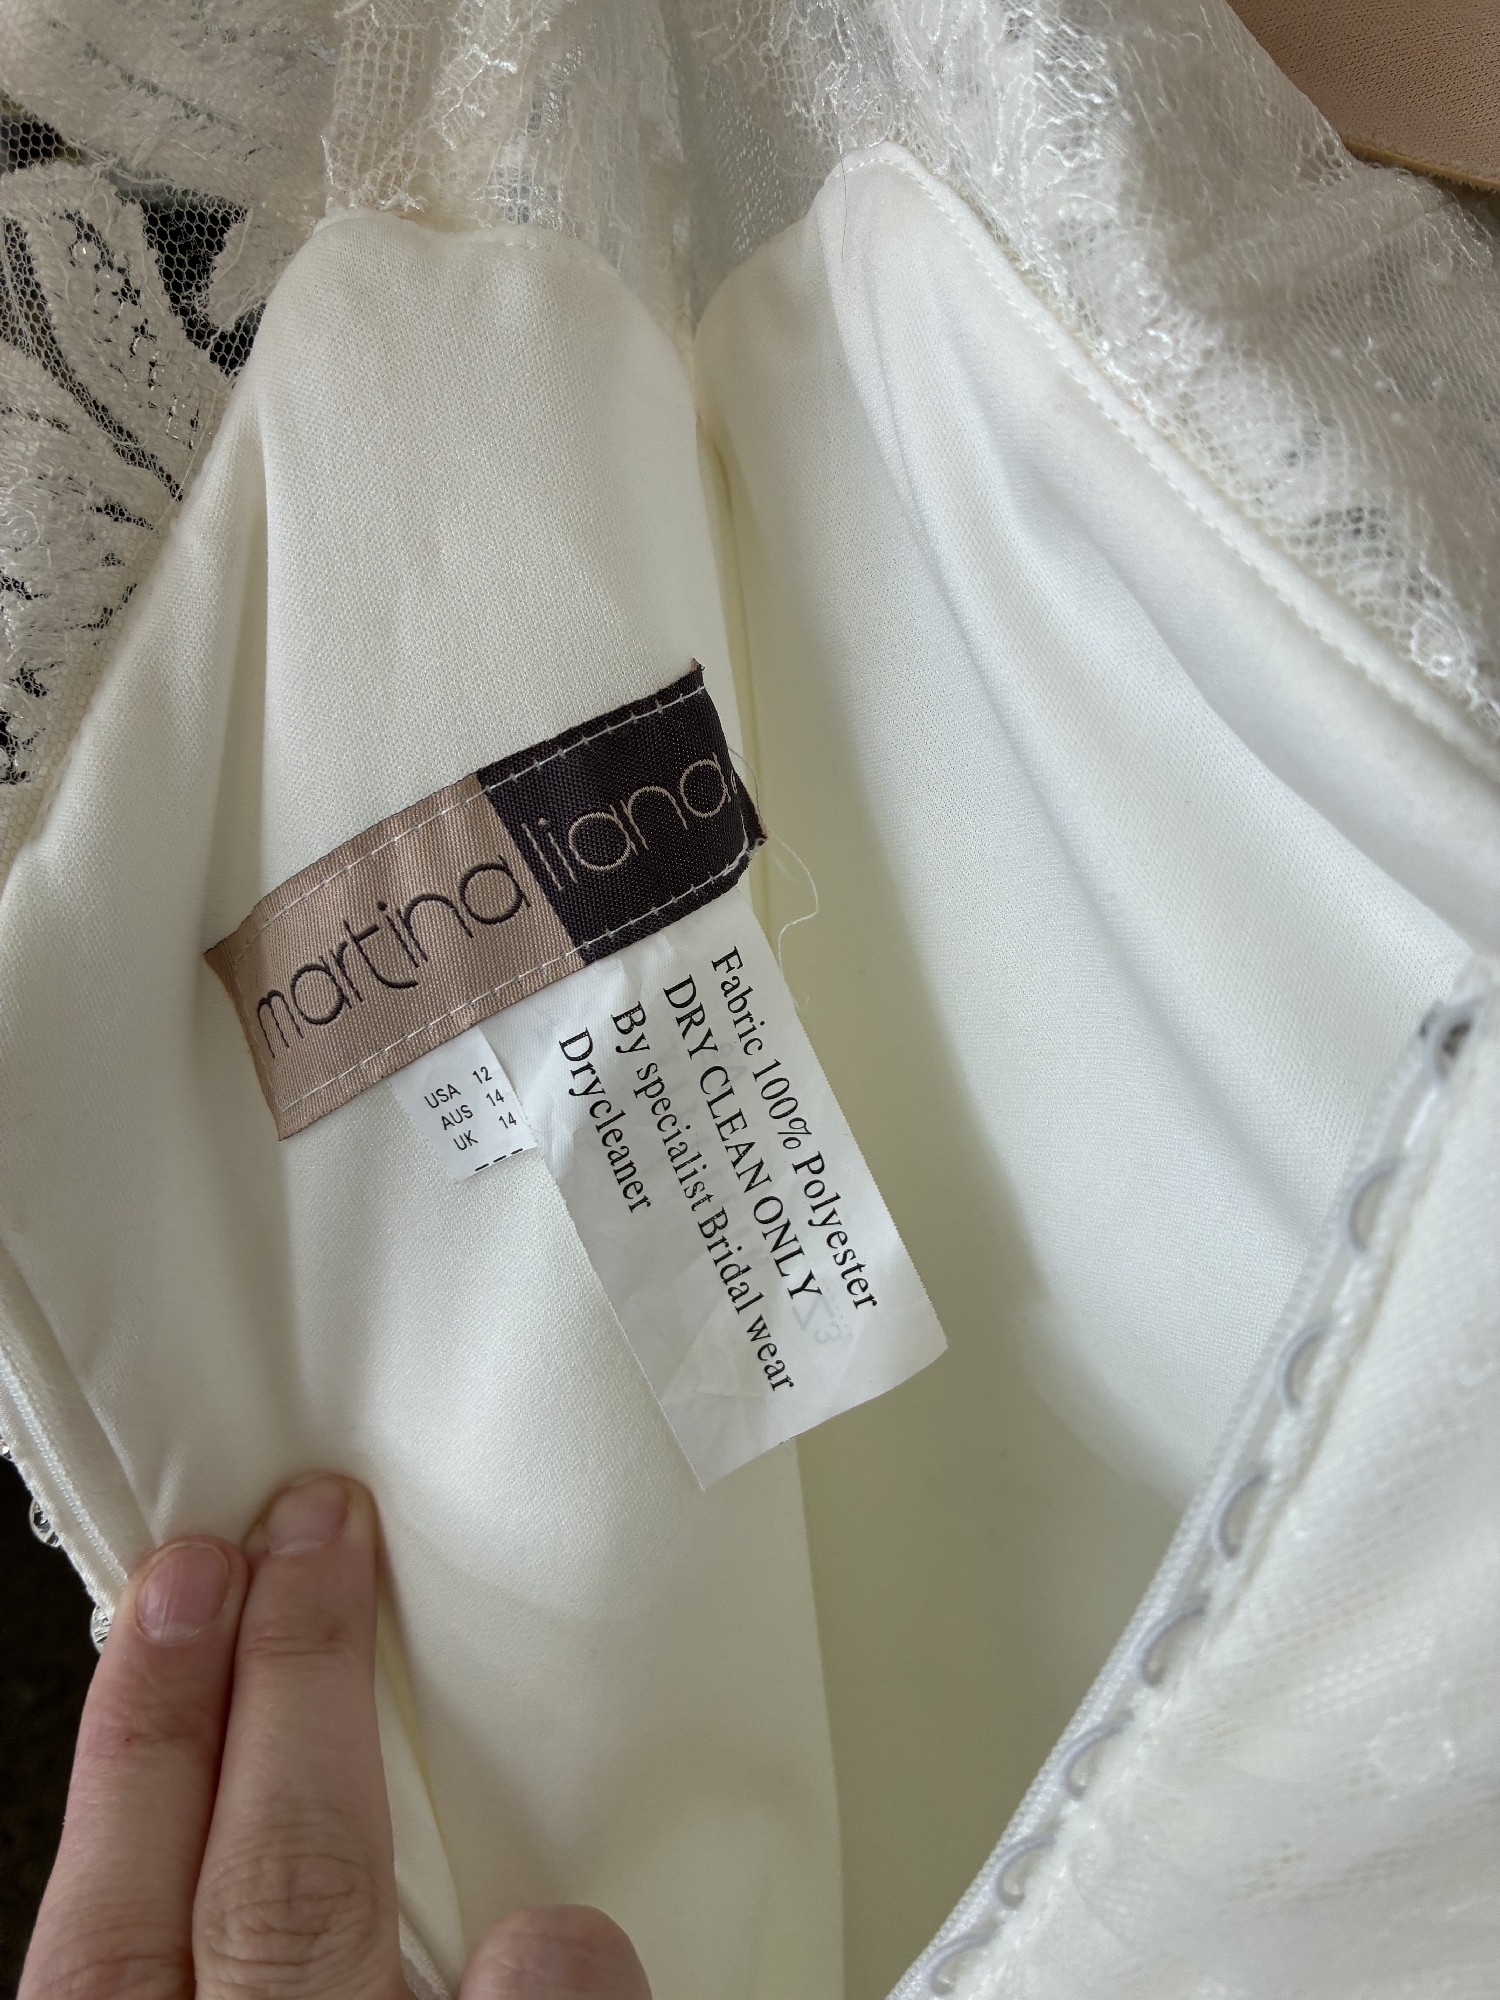 martina liana
USA 12
AUS 14
UK 14
Fabric 100% Polyester
DRY CLEAN ONLY
By specialist Bridal wear
Drycleaner